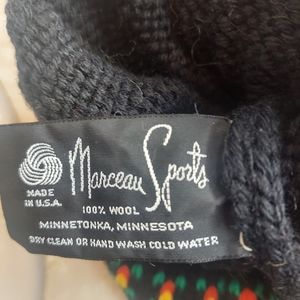 Marceau Sports
MADE
IN U.S.A.
100% WOOL
MINNETONKA, MINNESOTA
DRY CLEAN OR HAND WASH COLD WATER